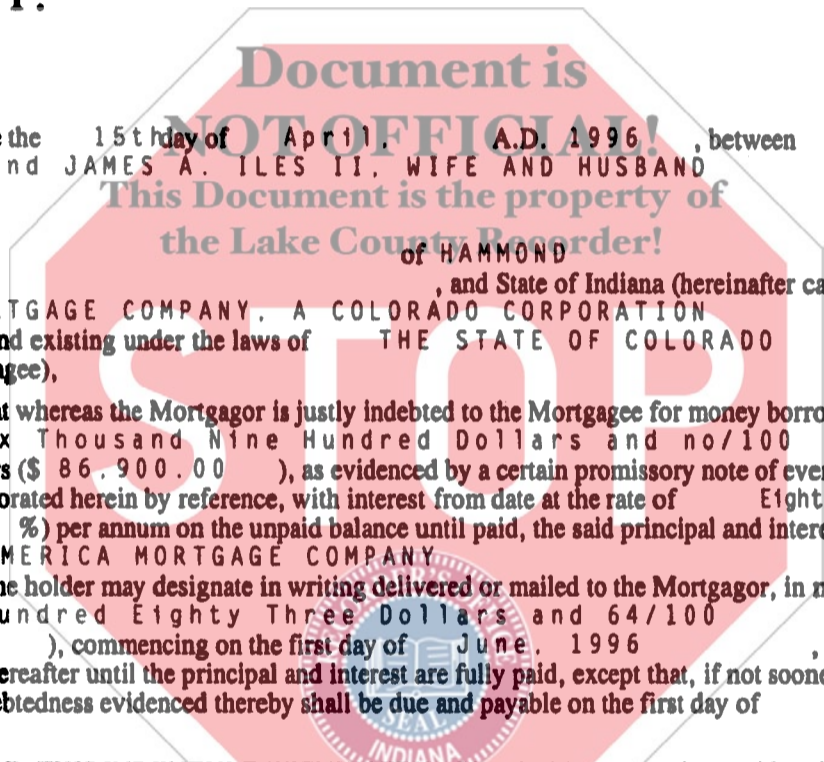 Document is
NOT OFFICIAL!
This Document is the property of
the Lake County Recorder!
the 15th day of April, A.D. 1996 , between
nd JAMES A. ILES II, WIFE AND HUSBAND
of HAMMOND
, and State of Indiana (hereinafter ca
TGAGE COMPANY, A COLORADO CORPORATION
nd existing under the laws of THE STATE OF COLORADO
gee),
t whereas the Mortgagor is justly indebted to the Mortgagee for money borro
x Thousand Nine Hundred Dollars and no/100
s ($ 86,900.00 ), as evidenced by a certain promissory note of eve
orated herein by reference, with interest from date at the rate of Eight
%) per annum on the unpaid balance until paid, the said principal and intere
MERICA MORTGAGE COMPANY
e holder may designate in writing delivered or mailed to the Mortgagor, in m
undred Eighty Three Dollars and 64/100
), commencing on the first day of June, 1996 ,
ereafter until the principal and interest are fully paid, except that, if not soone
btedness evidenced thereby shall be due and payable on the first day of
STOP
SEAL
INDIANA